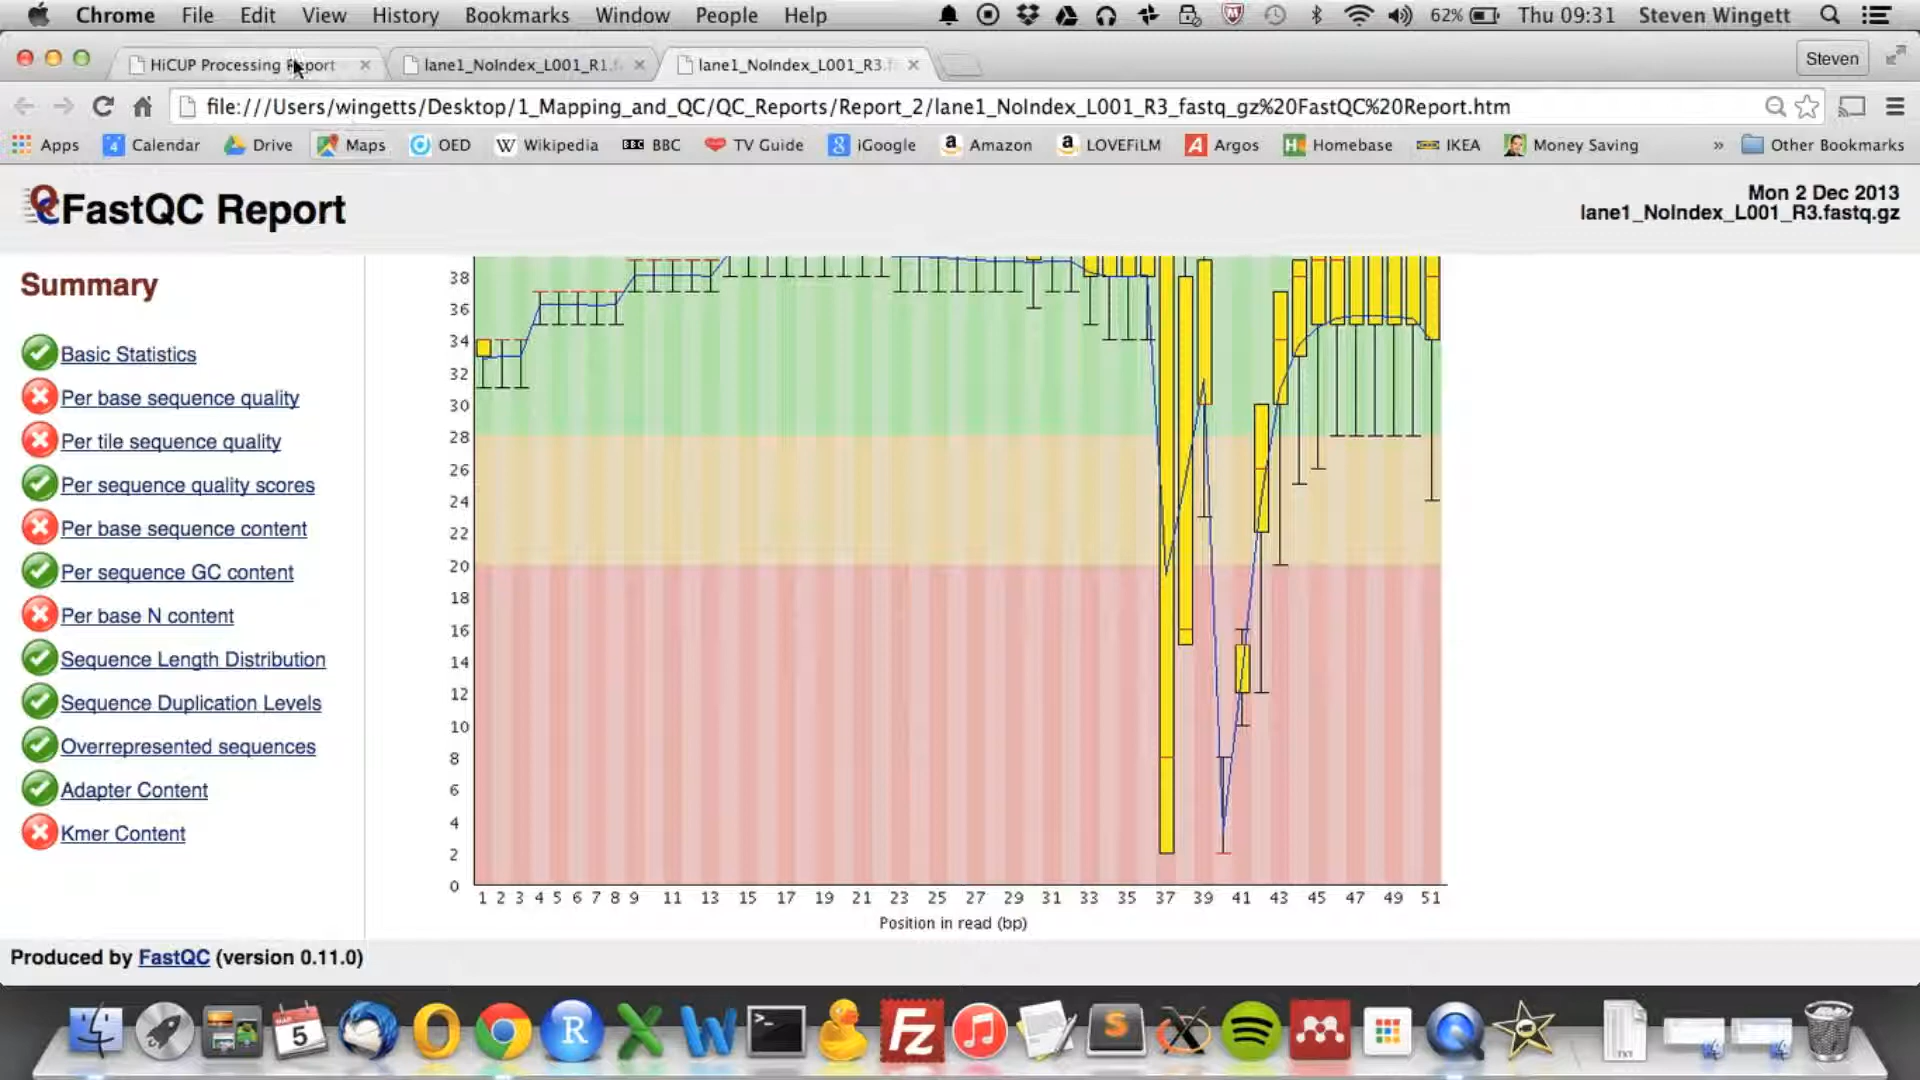 Chrome File Edit View History Bookmarks Window People Help 62% Thu 09:31 Steven Wingett
HiCUP Processing Report lane1_NoIndex_L001_R1.f lane1_NoIndex_L001_R3.f Steven
file:///Users/wingetts/Desktop/1_Mapping_and_QC/QC_Reports/Report_2/lane1_NoIndex_L001_R3_fastq_gz%20FastQC%20Report.htm
Apps 4 Calendar Drive Maps OED W Wikipedia BBC BBC TV Guide 8 iGoogle a Amazon a LOVEFiLM A Argos H Homebase IKEA Money Saving » Other Bookmarks
FastQC Report
Mon 2 Dec 2013
lane1_NoIndex_L001_R3.fastq.gz
Summary
Basic Statistics
Per base sequence quality
Per tile sequence quality
Per sequence quality scores
Per base sequence content
Per sequence GC content
Per base N content
Sequence Length Distribution
Sequence Duplication Levels
Overrepresented sequences
Adapter Content
Kmer Content
38
36
34
32
30
28
26
24
22
20
18
16
14
12
10
8
6
4
2
0
1 2 3 4 5 6 7 8 9 11 13 15 17 19 21 23 25 27 29 31 33 35 37 39 41 43 45 47 49 51
Position in read (bp)
Produced by FastQC (version 0.11.0)
5 R X W >_ Fz S X TXT